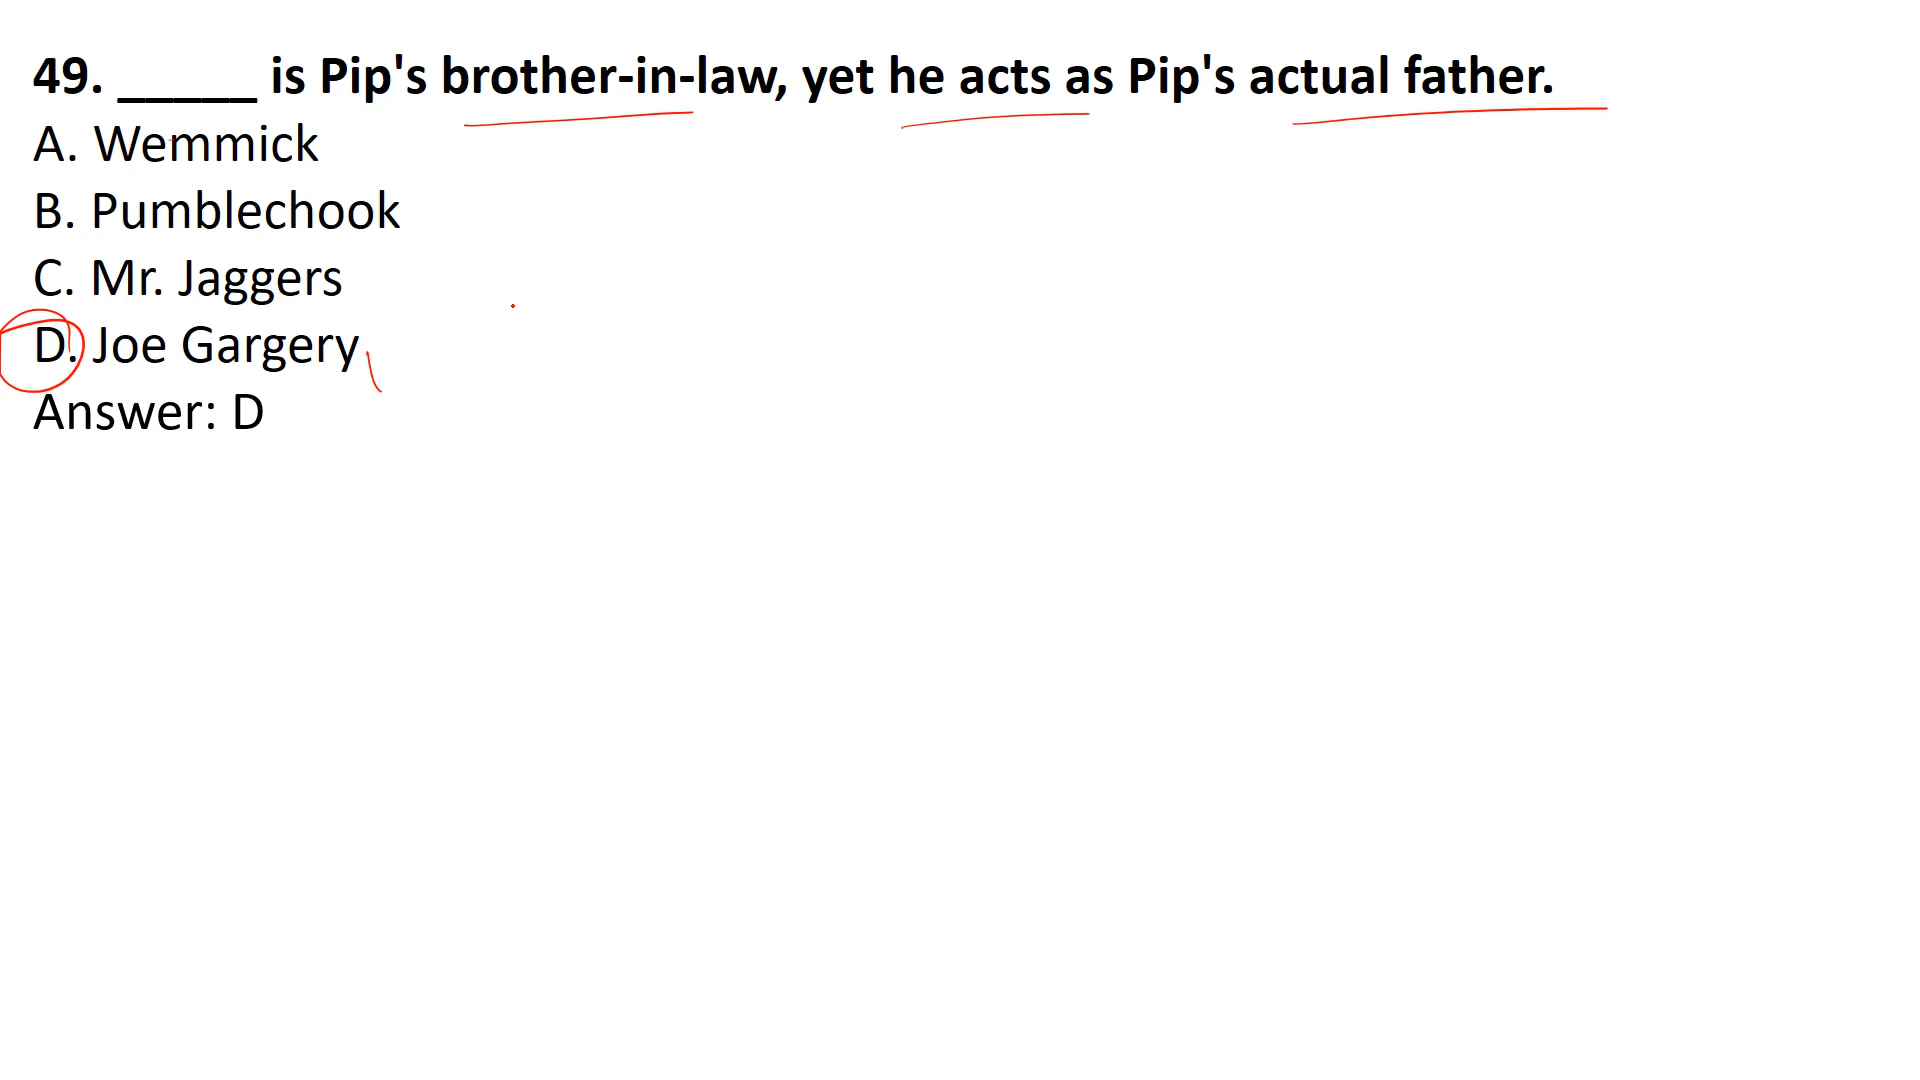 49. _____ is Pip's brother-in-law, yet he acts as Pip's actual father.
A. Wemmick
B. Pumblechook
C. Mr. Jaggers
D. Joe Gargery
Answer: D